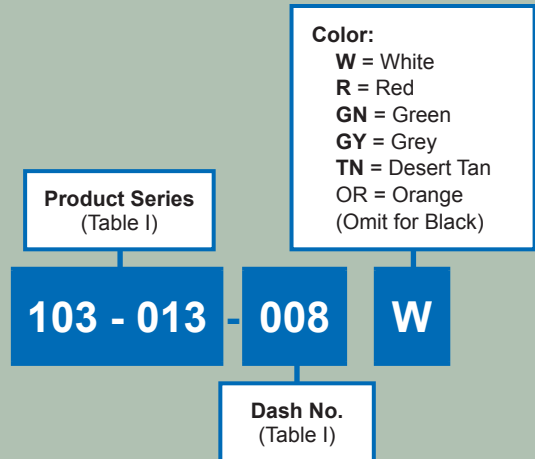 Color:
W = White
R = Red
GN = Green
GY = Grey
TN = Desert Tan
OR = Orange
(Omit for Black)
Product Series
(Table I)
103 - 013 - 008 W
Dash No.
(Table I)